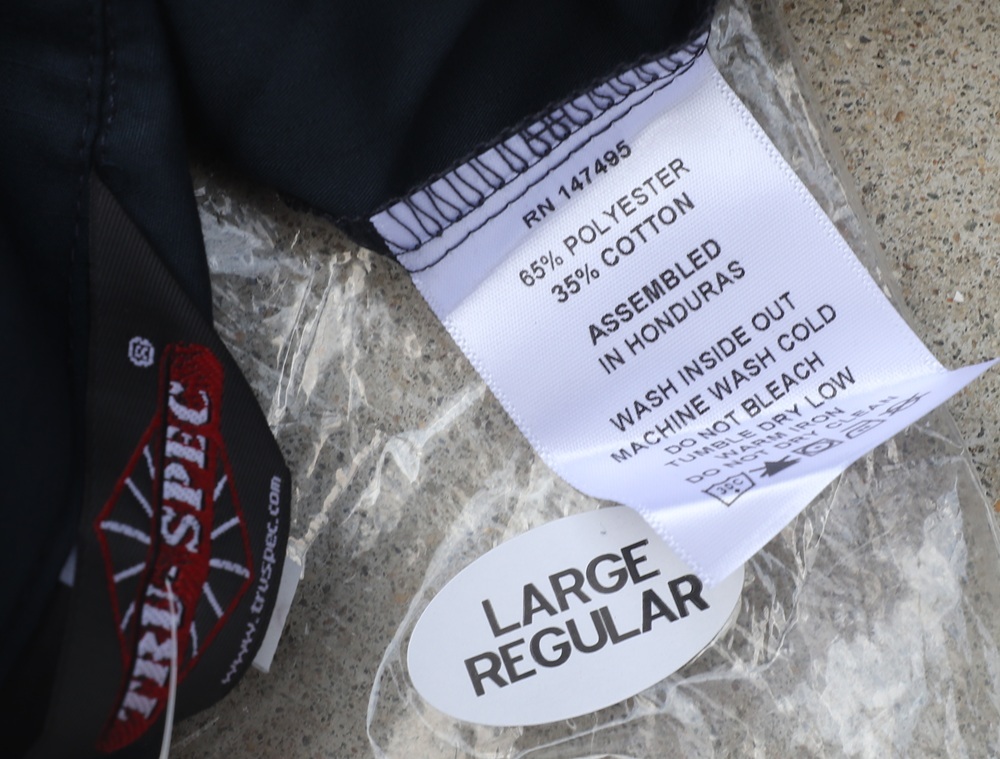 RN 147495
65% POLYESTER
35% COTTON
ASSEMBLED
IN HONDURAS
WASH INSIDE OUT
MACHINE WASH COLD
DO NOT BLEACH
TUMBLE DRY LOW
WARM IRON
DO NOT DRY CLEAN
30C
®
TRU-SPEC
www.truspec.com
LARGE
REGULAR